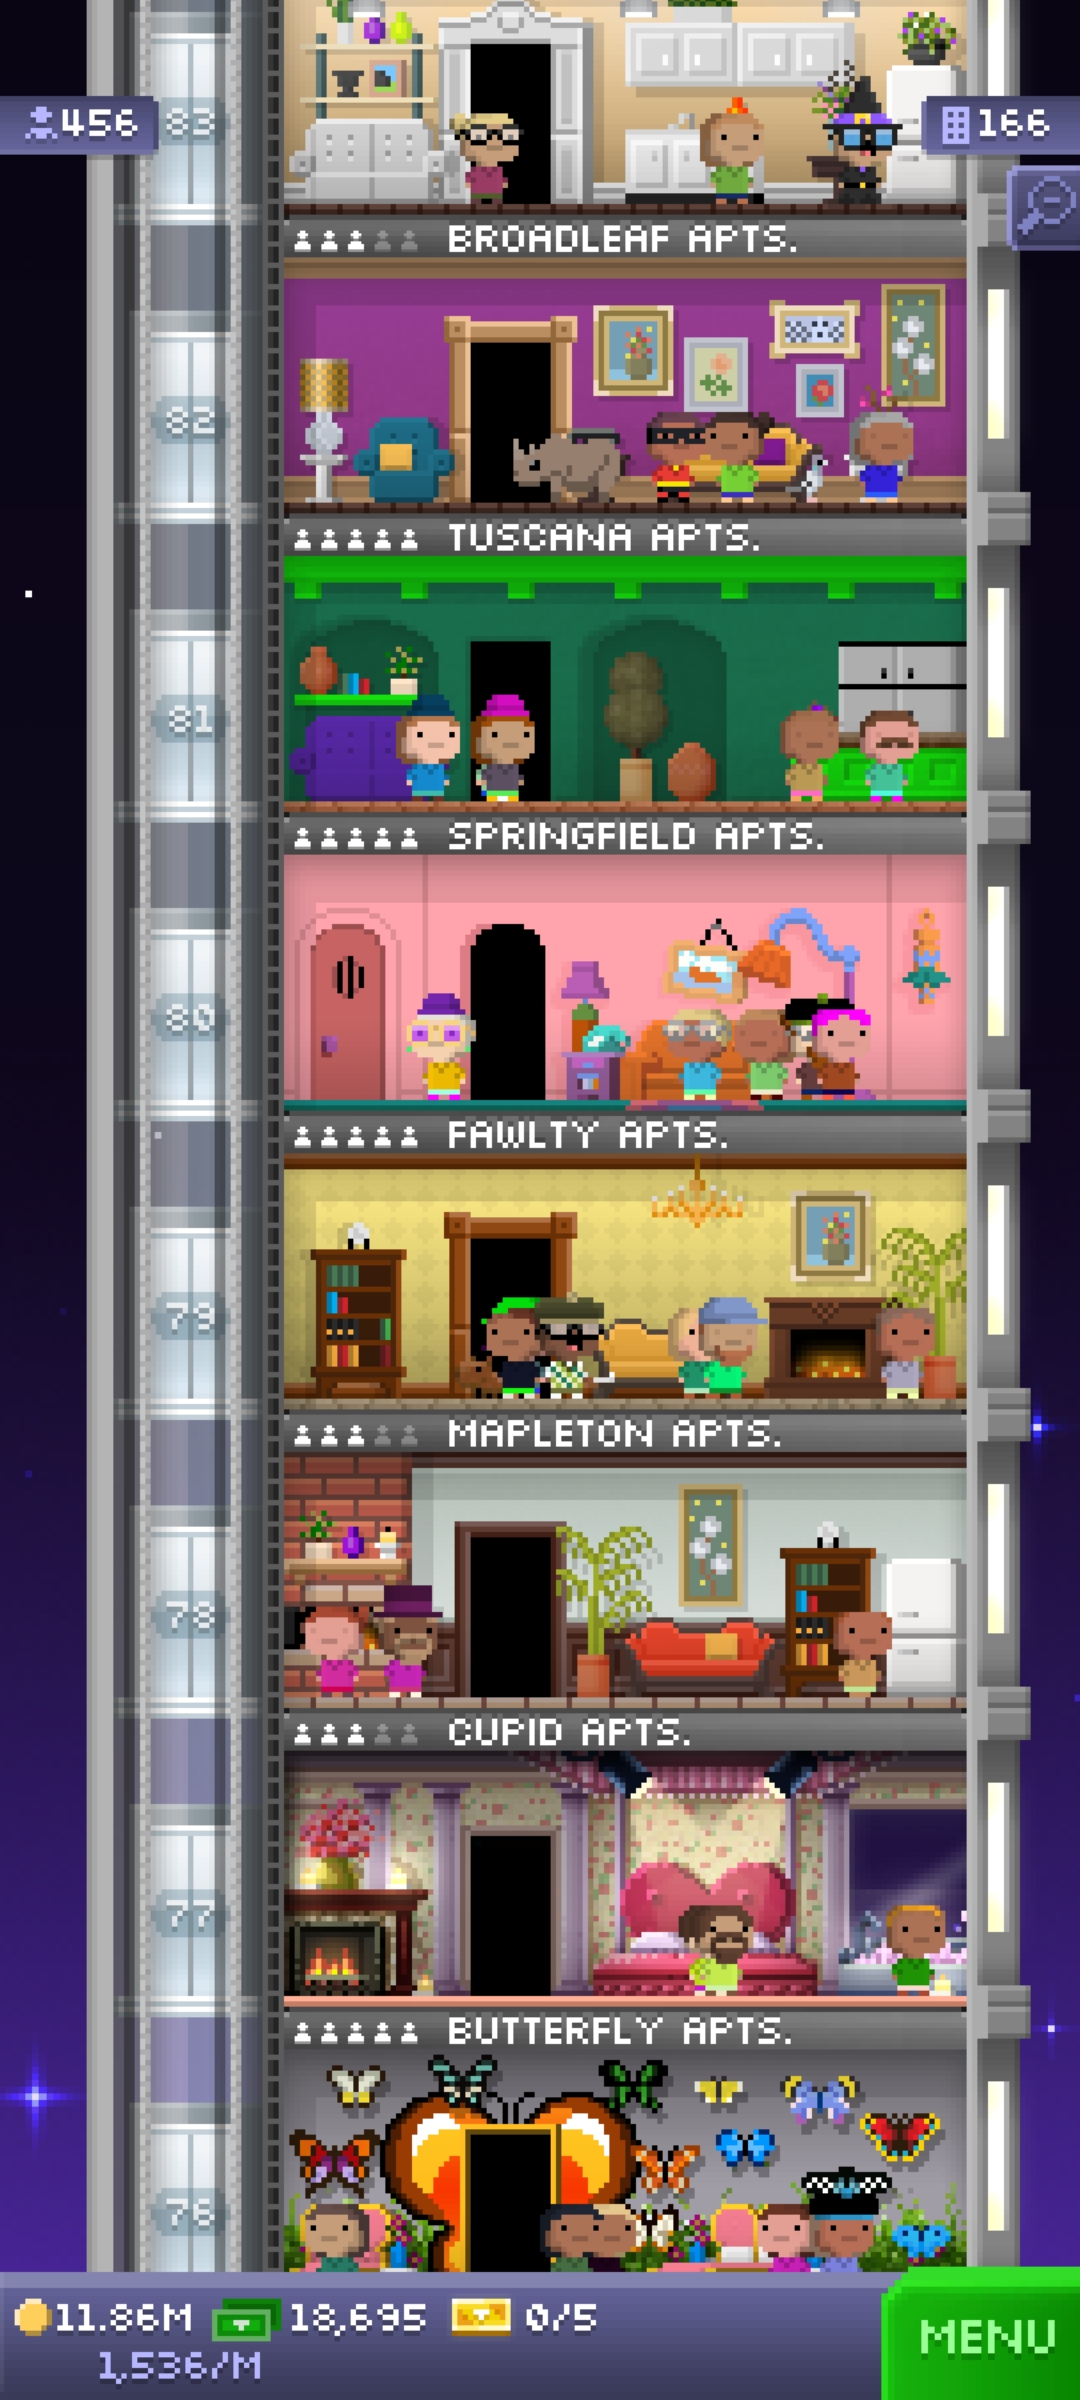 456
83
166
BROADLEAF APTS.
82
TUSCANA APTS.
81
SPRINGFIELD APTS.
80
FAWLTY APTS.
79
MAPLETON APTS.
78
CUPID APTS.
77
BUTTERFLY APTS.
76
11.86M 18,695 0/5
1,536/M
MENU